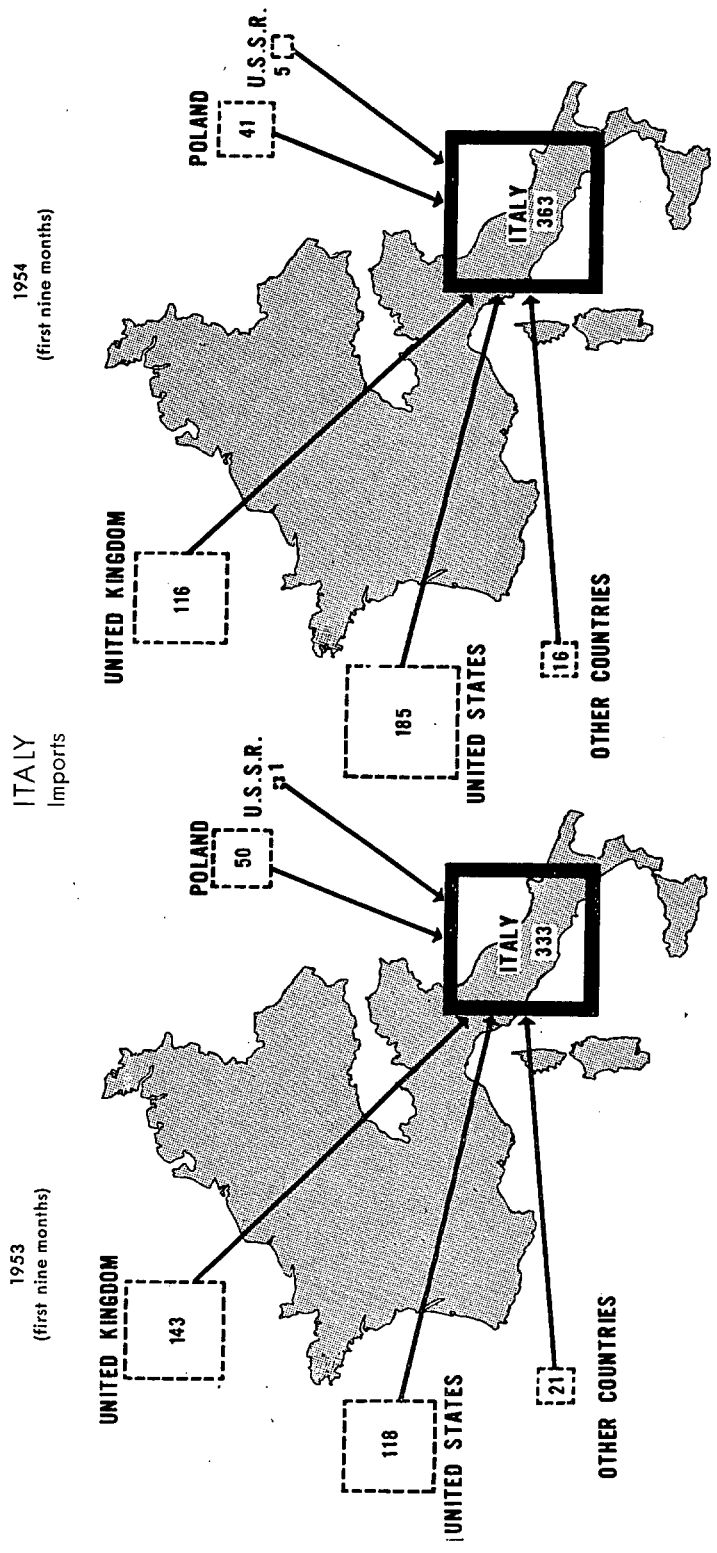 ITALY
Imports
1953
(first nine months)
UNITED KINGDOM
143
118
UNITED STATES
21
OTHER COUNTRIES
POLAND
50
U.S.S.R.
1
ITALY
333
1954
(first nine months)
UNITED KINGDOM
116
185
UNITED STATES
16
OTHER COUNTRIES
POLAND
41
U.S.S.R.
5
ITALY
363